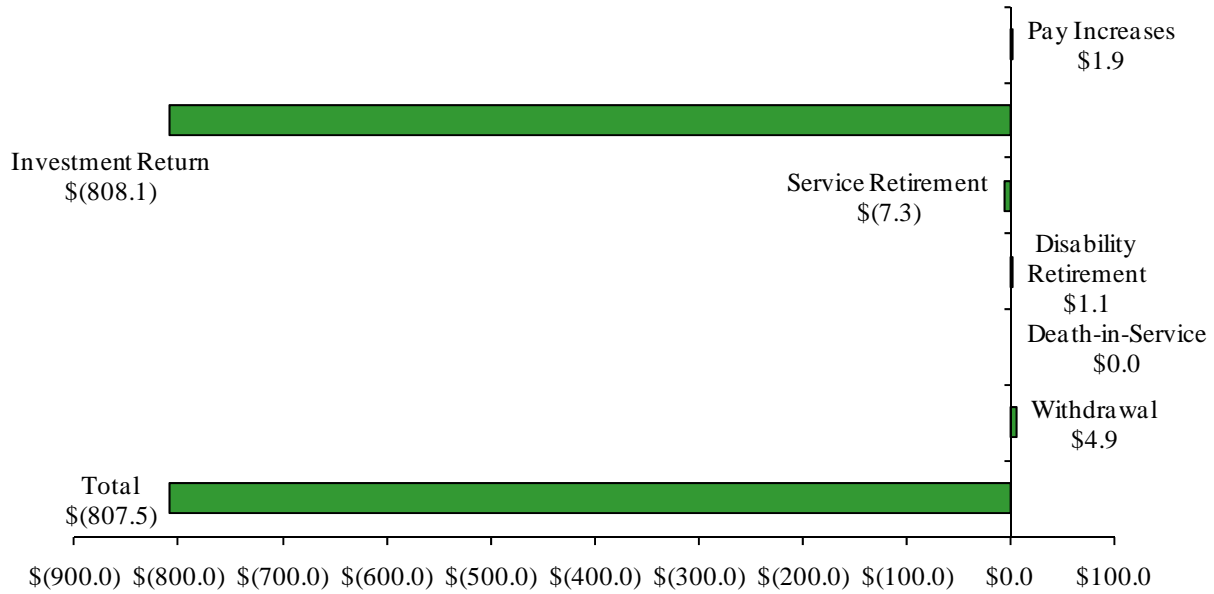 Pay Increases
$1.9
Investment Return
$(808.1)
Service Retirement
$(7.3)
Disability
Retirement
$1.1
Death-in-Service
$0.0
Withdrawal
$4.9
Total
$(807.5)
$(900.0) $(800.0) $(700.0) $(600.0) $(500.0) $(400.0) $(300.0) $(200.0) $(100.0) $0.0 $100.0